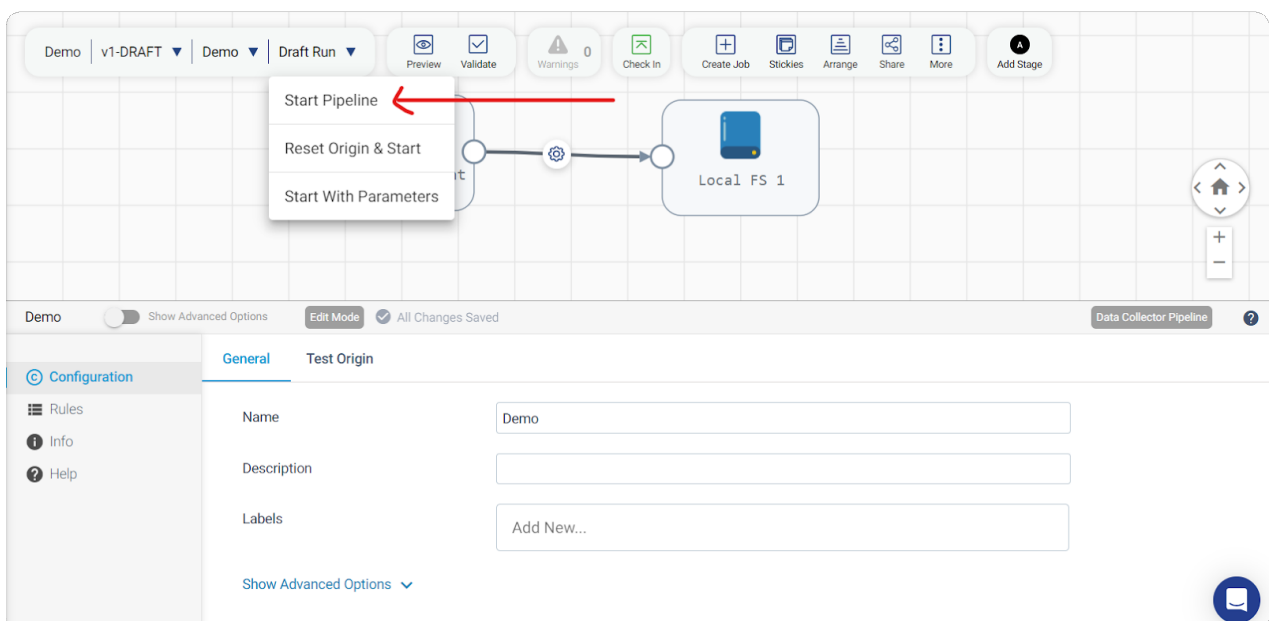 Demo v1-DRAFT Demo Draft Run
Preview Validate Warnings 0 Check In Create Job Stickies Arrange Share More A Add Stage
Start Pipeline
Reset Origin & Start
Start With Parameters
Local FS 1
Demo Show Advanced Options Edit Mode All Changes Saved Data Collector Pipeline ?
General Test Origin
C Configuration
Rules
i Info
? Help
Name Demo
Description
Labels Add New...
Show Advanced Options